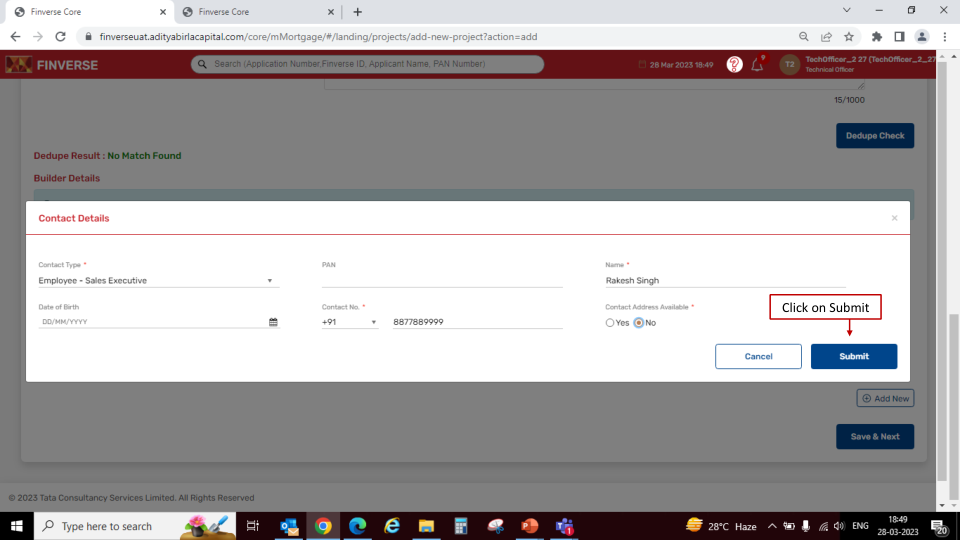 Finverse Core
Finverse Core
finverseuat.adityabirlacapital.com/core/mMortgage/#/landing/projects/add-new-project?action=add
FINVERSE
Search (Application Number,Finverse ID, Applicant Name, PAN Number)
28 Mar 2023 18:49
T2
TechOfficer_2 27 (TechOfficer_2_27
Technical Officer
15/1000
Dedupe Check
Dedupe Result : No Match Found
Builder Details
Contact Details
Contact Type *
PAN
Name *
Employee - Sales Executive
Rakesh Singh
Date of Birth
Contact No. *
Contact Address Available *
Click on Submit
DD/MM/YYYY
+91
8877889999
Yes
No
Cancel
Submit
Add New
Save & Next
© 2023 Tata Consultancy Services Limited. All Rights Reserved
Type here to search
28°C Haze
ENG
18:49
28-03-2023
20